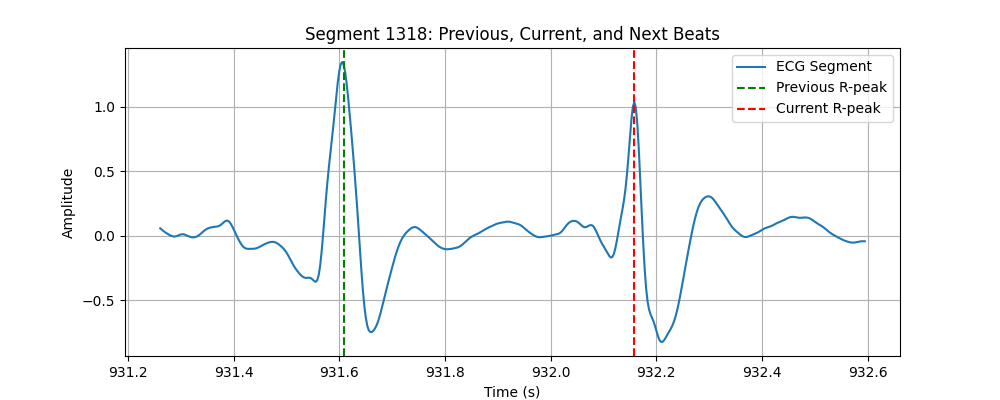 Segment 1318: Previous, Current, and Next Beats
ECG Segment
Previous R-peak
Current R-peak
1.0
0.5
0.0
−0.5
Amplitude
931.2 931.4 931.6 931.8 932.0 932.2 932.4 932.6
Time (s)